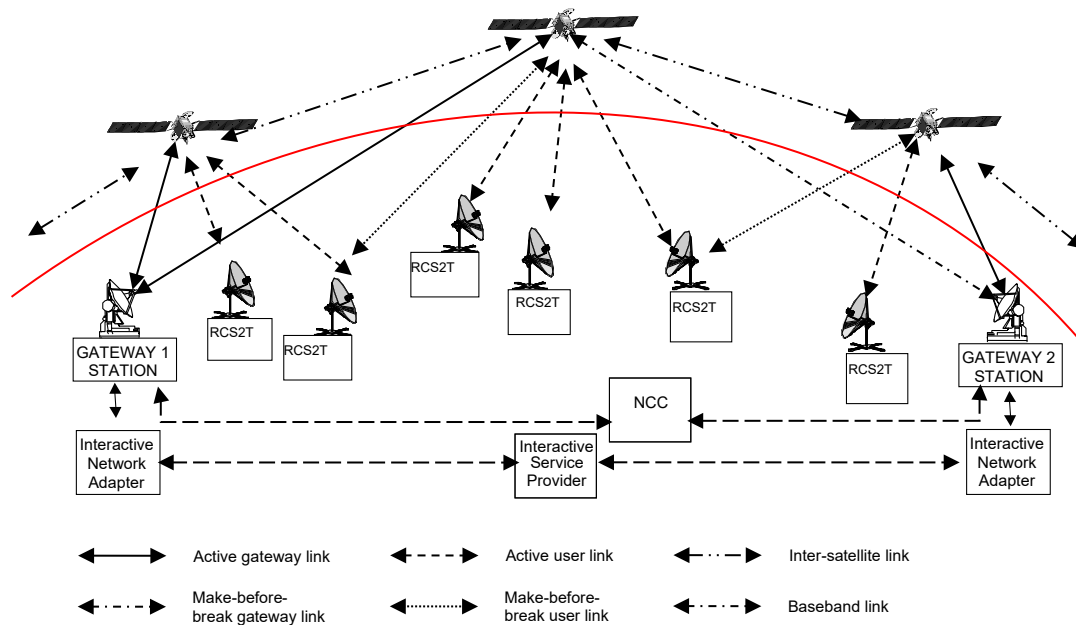 RCS2T
RCS2T
RCS2T
RCS2T
RCS2T
RCS2T
GATEWAY 1
STATION
GATEWAY 2
STATION
NCC
Interactive
Network
Adapter
Interactive
Service
Provider
Interactive
Network
Adapter
Active gateway link
Active user link
Inter-satellite link
Make-before-
break gateway link
Make-before-
break user link
Baseband link